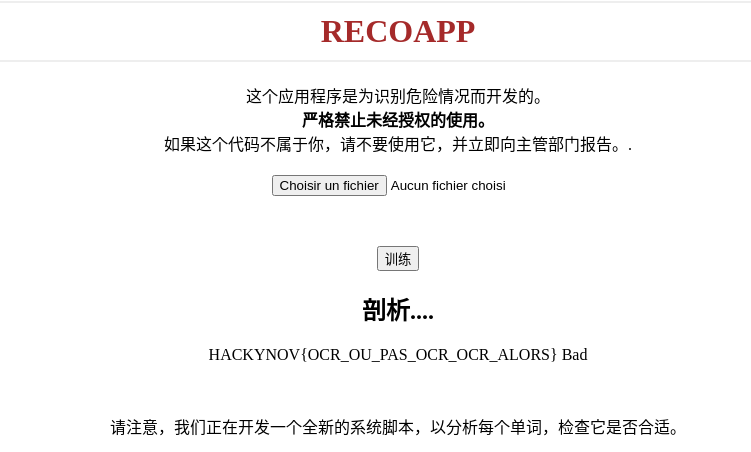 RECOAPP
这个应用程序是为识别危险情况而开发的。
严格禁止未经授权的使用。
如果这个代码不属于你，请不要使用它，并立即向主管部门报告。.
Choisir un fichier Aucun fichier choisi
训练
剖析....
HACKYNOV{OCR_OU_PAS_OCR_OCR_ALORS} Bad
请注意，我们正在开发一个全新的系统脚本，以分析每个单词，检查它是否合适。